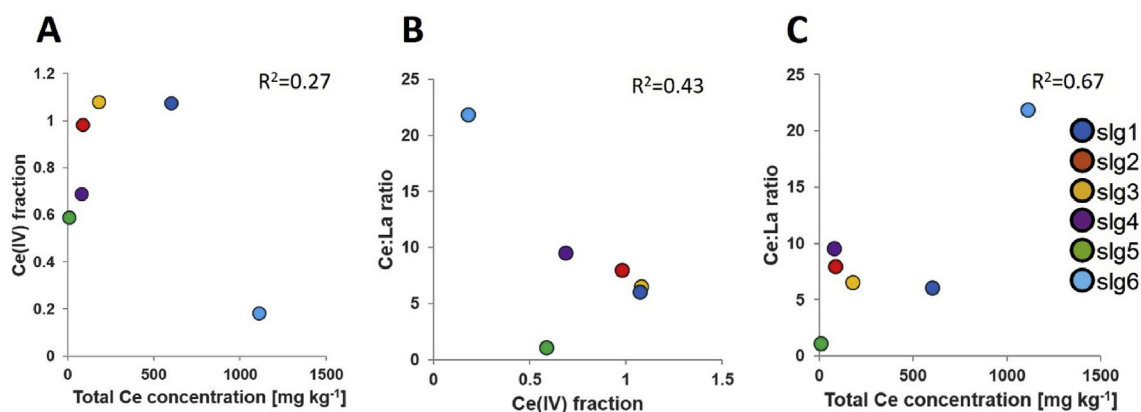 A
R²=0.27
1.2
1
0.8
0.6
0.4
0.2
0
Ce(IV) fraction
0 500 1000 1500
Total Ce concentration [mg kg⁻¹]
B
R²=0.43
25
20
15
10
5
0
Ce:La ratio
0 0.5 1 1.5
Ce(IV) fraction
C
R²=0.67
25
20
15
10
5
0
Ce:La ratio
0 500 1000 1500
Total Ce concentration [mg kg⁻¹]
slg1
slg2
slg3
slg4
slg5
slg6